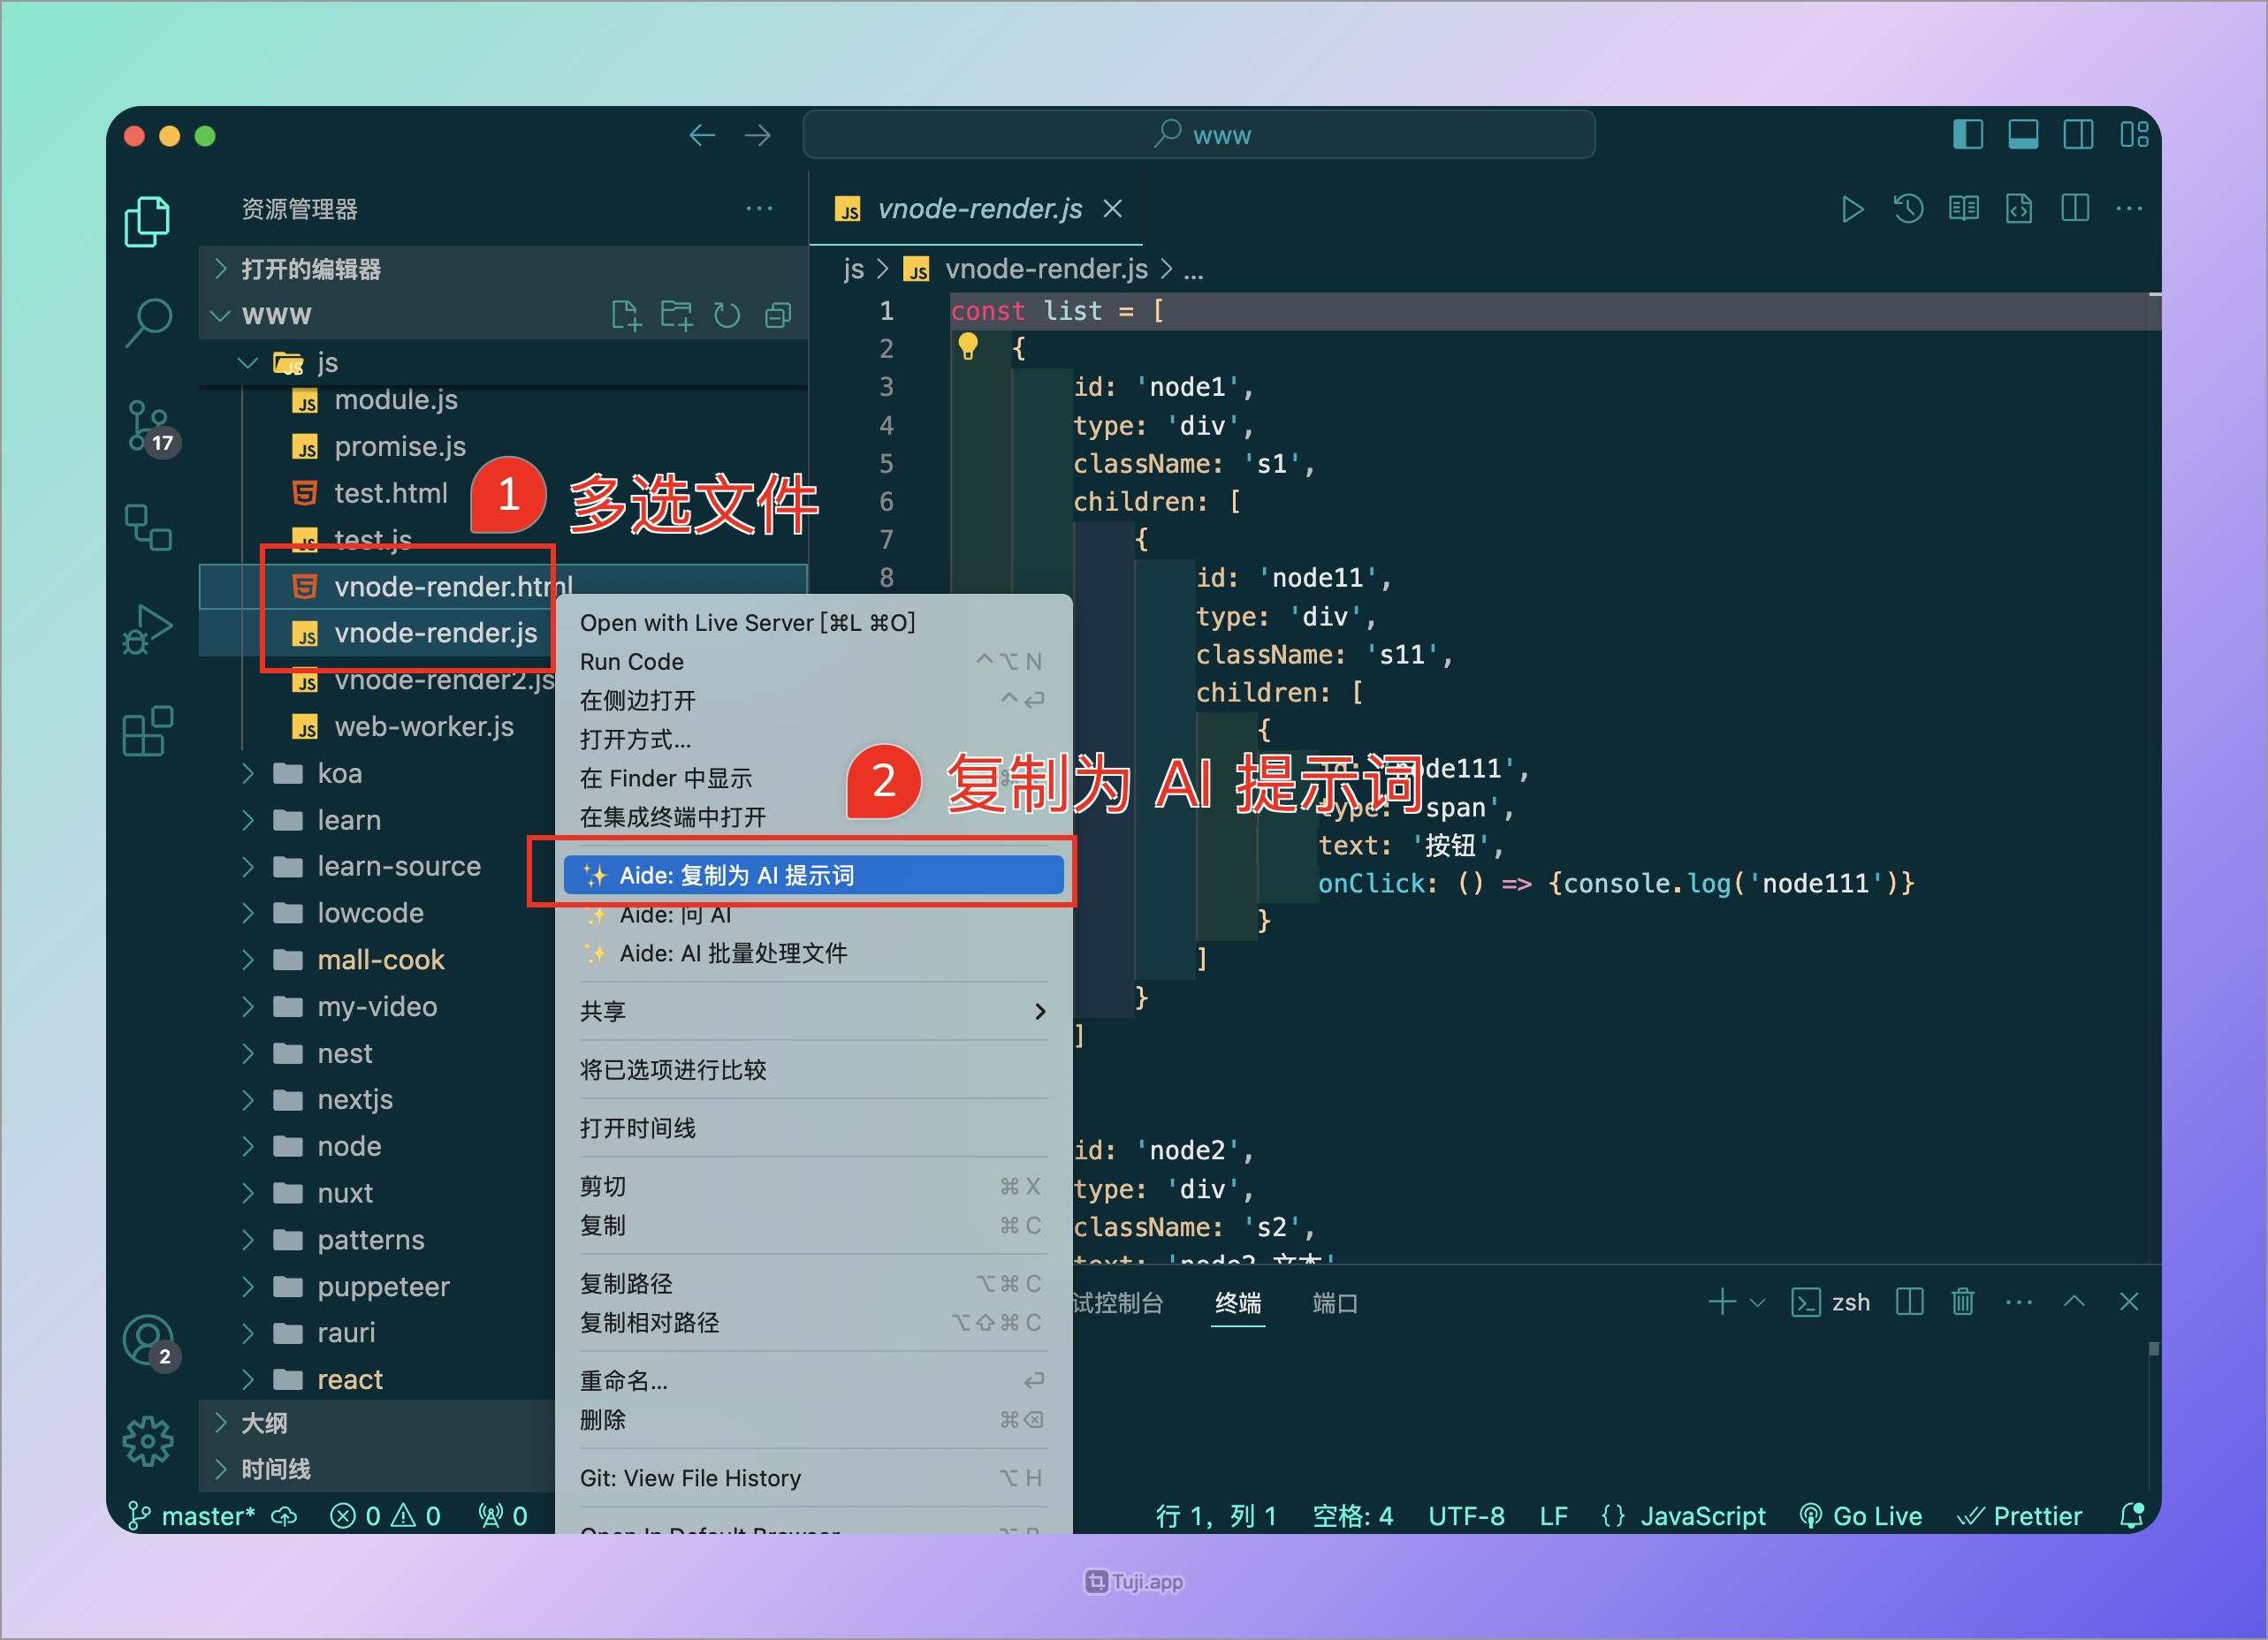 www
资源管理器
打开的编辑器
WWW
js
module.js
promise.js
test.html
test.js
vnode-render.html
vnode-render.js
vnode-render2.js
web-worker.js
koa
learn
learn-source
lowcode
mall-cook
my-video
nest
nextjs
node
nuxt
patterns
puppeteer
rauri
react
大纲
时间线
17
2
1 多选文件
2 复制为 AI 提示词
Open with Live Server [⌘L ⌘O]
Run Code ^⌥N
在侧边打开 ^↩
打开方式...
在 Finder 中显示
在集成终端中打开
✨ Aide: 复制为 AI 提示词
✨ Aide: 问 AI
✨ Aide: AI 批量处理文件
共享
将已选项进行比较
打开时间线
剪切 ⌘X
复制 ⌘C
复制路径 ⌥⌘C
复制相对路径 ⌥⇧⌘C
重命名... ↩
删除 ⌘⌫
Git: View File History ⌥H
Open In Default Browser
vnode-render.js
js > vnode-render.js > ...
1 const list = [
2 {
3 id: 'node1',
4 type: 'div',
5 className: 's1',
6 children: [
7 {
8 id: 'node11',
type: 'div',
className: 's11',
children: [
{
id: 'node111',
type: 'span',
text: '按钮',
onClick: () => {console.log('node111')}
}
]
}
]
id: 'node2',
type: 'div',
className: 's2',
text: 'node2 文本'
试控制台 终端 端口
zsh
master* 0 0 0 行 1，列 1 空格: 4 UTF-8 LF {} JavaScript Go Live Prettier
Tuji.app